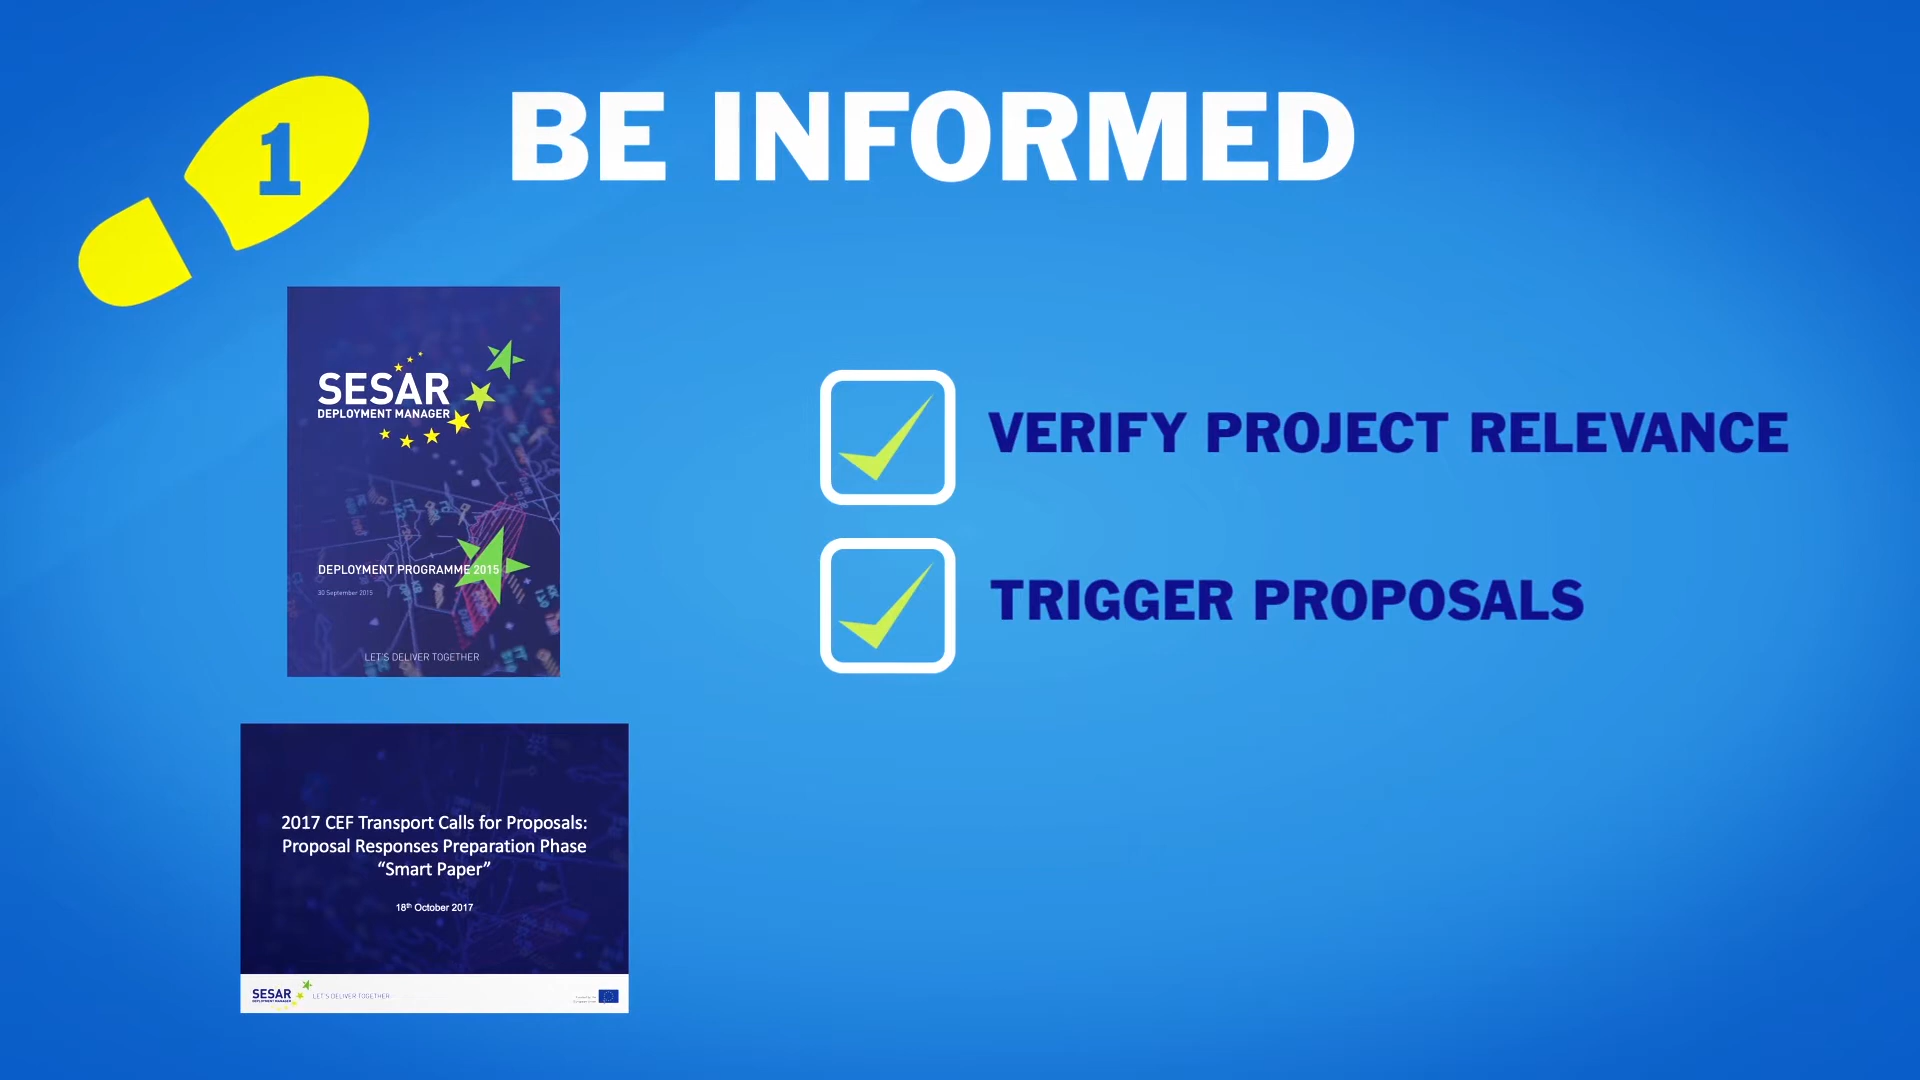 1
BE INFORMED
SESAR
DEPLOYMENT MANAGER
DEPLOYMENT PROGRAMME 2015
30 September 2015
LET'S DELIVER TOGETHER
VERIFY PROJECT RELEVANCE
TRIGGER PROPOSALS
2017 CEF Transport Calls for Proposals:
Proposal Responses Preparation Phase
“Smart Paper”
18th October 2017
SESAR
DEPLOYMENT MANAGER
LET'S DELIVER TOGETHER